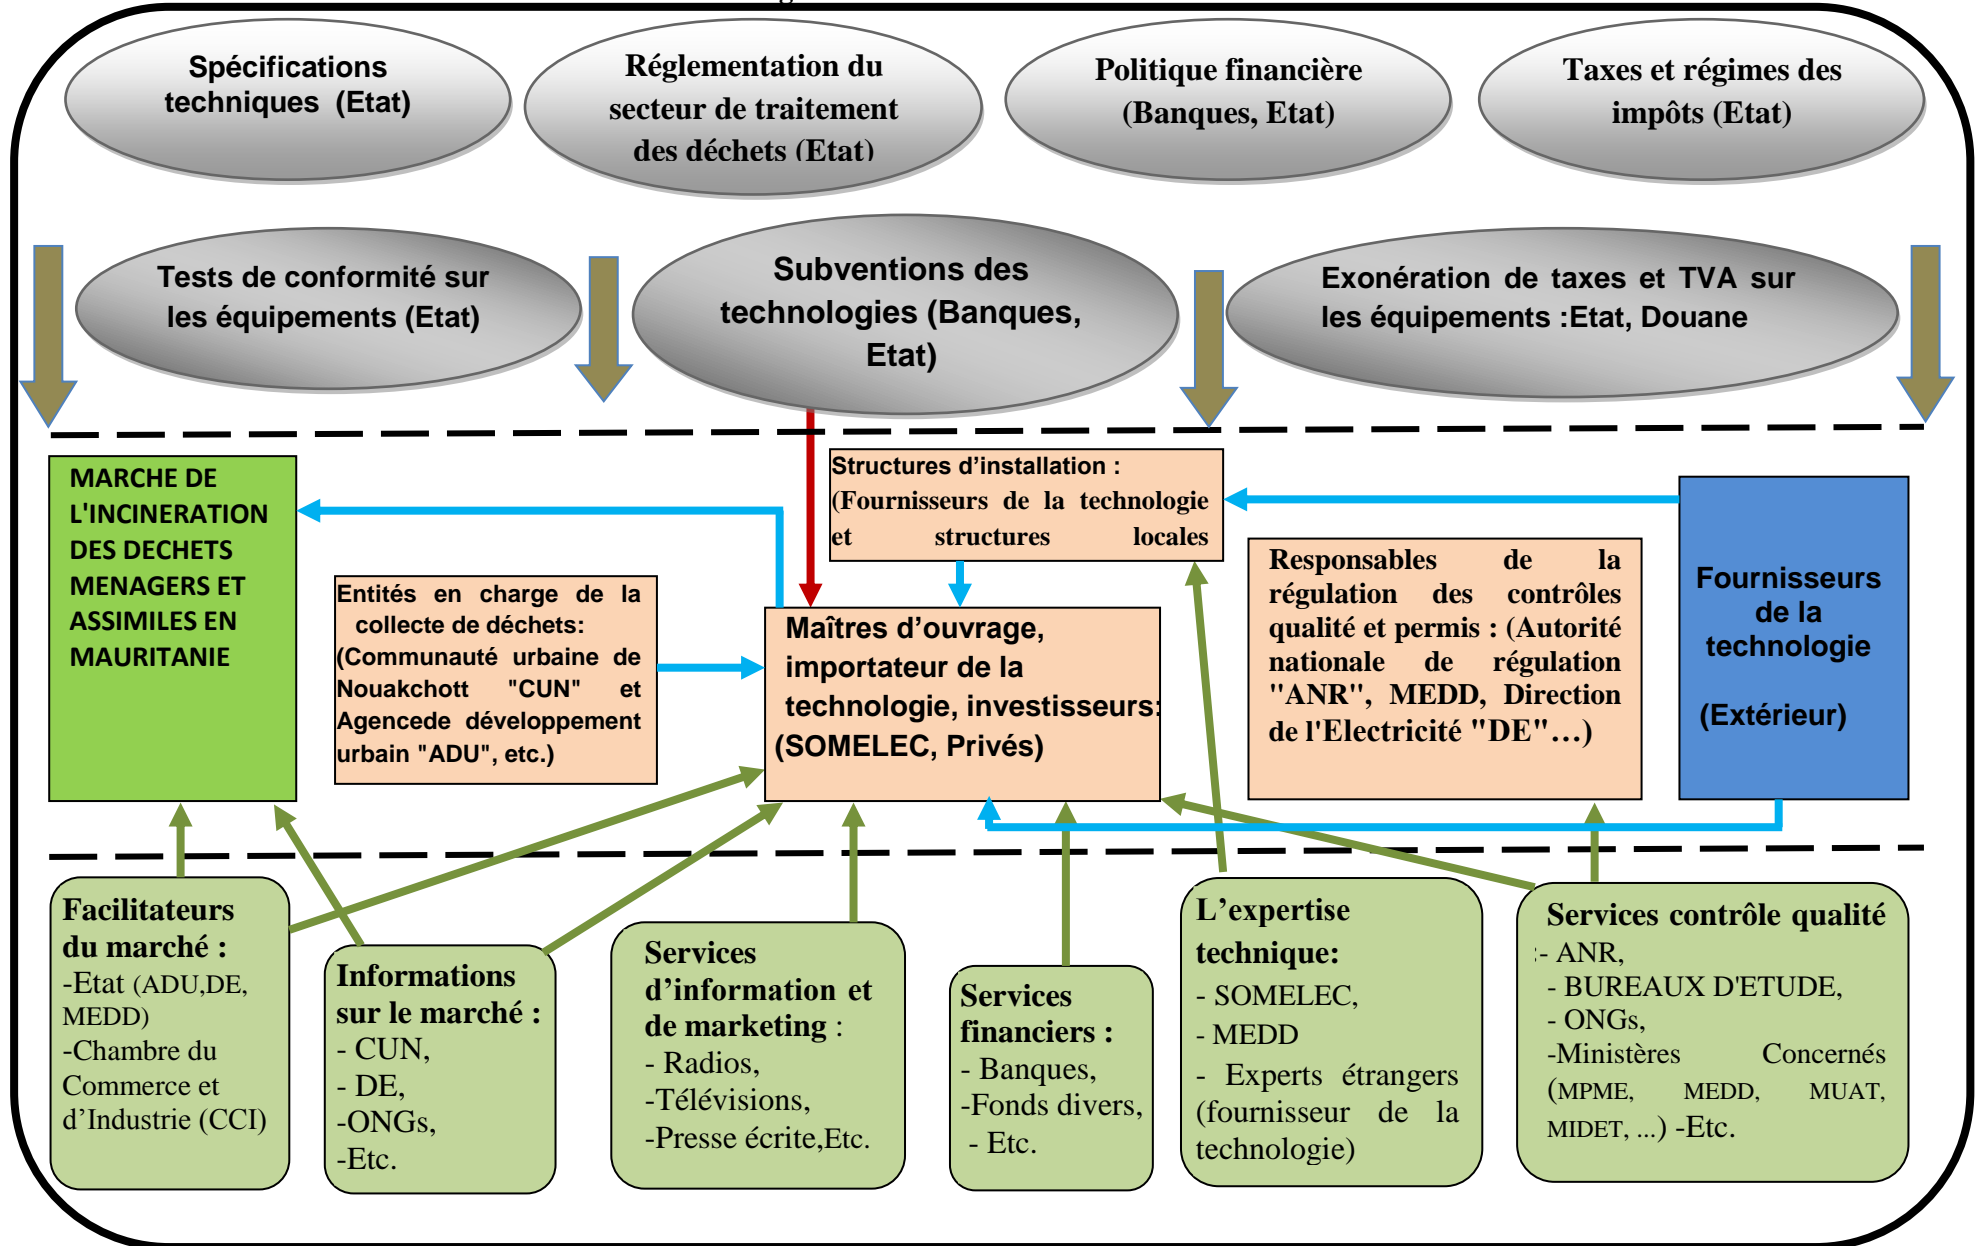 Spécifications
techniques (Etat)
Réglementation du
secteur de traitement
des déchets (Etat)
Politique financière
(Banques, Etat)
Taxes et régimes des
impôts (Etat)
Tests de conformité sur
les équipements (Etat)
Subventions des
technologies (Banques,
Etat)
Exonération de taxes et TVA sur
les équipements :Etat, Douane
MARCHE DE
L'INCINERATION
DES DECHETS
MENAGERS ET
ASSIMILES EN
MAURITANIE
Structures d’installation :
(Fournisseurs de la technologie
et structures locales
Entités en charge de la
collecte de déchets:
(Communauté urbaine de
Nouakchott "CUN" et
Agencede développement
urbain "ADU", etc.)
Maîtres d’ouvrage,
importateur de la
technologie, investisseurs:
(SOMELEC, Privés)
Responsables de la
régulation des contrôles
qualité et permis : (Autorité
nationale de régulation
"ANR", MEDD, Direction
de l'Electricité "DE"…)
Fournisseurs
de la
technologie
(Extérieur)
Facilitateurs
du marché :
-Etat (ADU,DE,
MEDD)
-Chambre du
Commerce et
d’Industrie (CCI)
Informations
sur le marché :
- CUN,
- DE,
-ONGs,
-Etc.
Services
d’information et
de marketing :
- Radios,
-Télévisions,
-Presse écrite,Etc.
Services
financiers :
- Banques,
-Fonds divers,
- Etc.
L’expertise
technique:
- SOMELEC,
- MEDD
- Experts étrangers
(fournisseur de la
technologie)
Services contrôle qualité
:- ANR,
- BUREAUX D'ETUDE,
- ONGs,
-Ministères Concernés
(MPME, MEDD, MUAT,
MIDET, ...) -Etc.